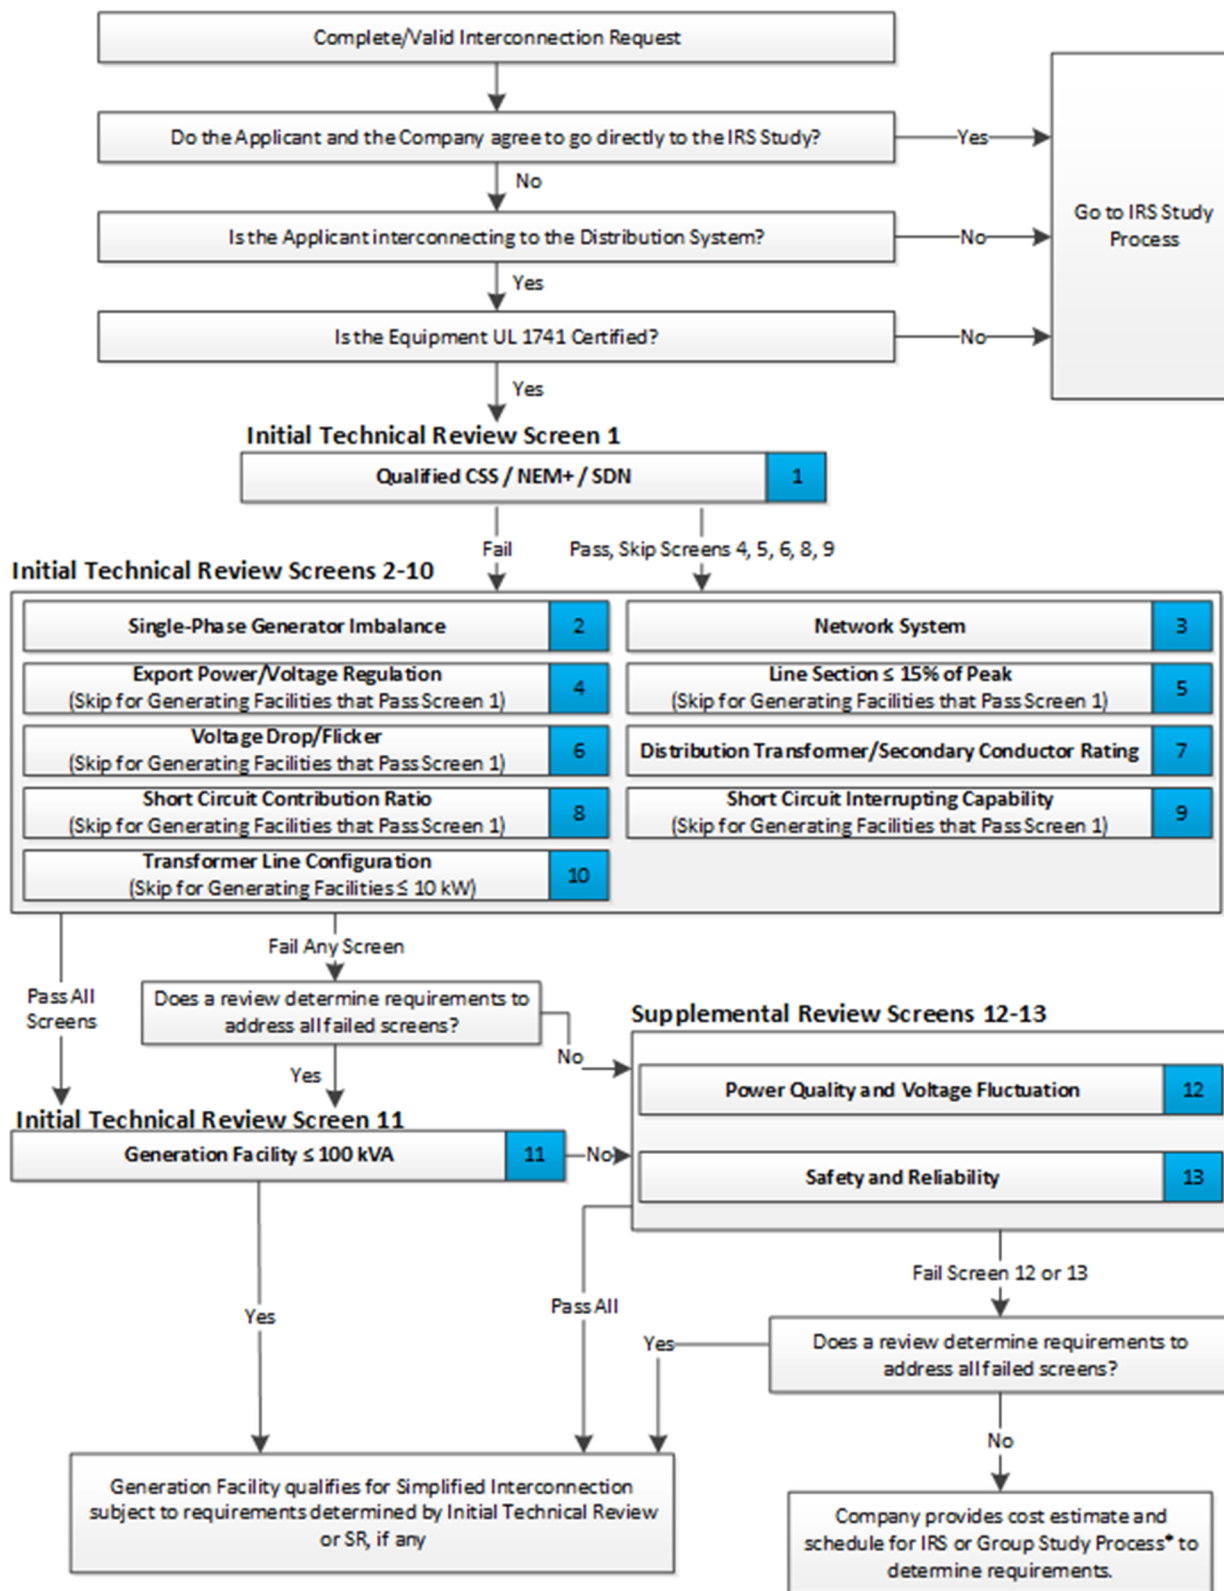 Complete/Valid Interconnection Request
Do the Applicant and the Company agree to go directly to the IRS Study?
Yes
No
Is the Applicant interconnecting to the Distribution System?
No
Go to IRS Study
Process
Yes
Is the Equipment UL 1741 Certified?
No
Yes
Initial Technical Review Screen 1
Qualified CSS / NEM+ / SDN
1
Fail
Pass, Skip Screens 4, 5, 6, 8, 9
Initial Technical Review Screens 2-10
Single-Phase Generator Imbalance
2
Network System
3
Export Power/Voltage Regulation
(Skip for Generating Facilities that Pass Screen 1)
4
Line Section ≤ 15% of Peak
(Skip for Generating Facilities that Pass Screen 1)
5
Voltage Drop/Flicker
(Skip for Generating Facilities that Pass Screen 1)
6
Distribution Transformer/Secondary Conductor Rating
7
Short Circuit Contribution Ratio
(Skip for Generating Facilities that Pass Screen 1)
8
Short Circuit Interrupting Capability
(Skip for Generating Facilities that Pass Screen 1)
9
Transformer Line Configuration
(Skip for Generating Facilities ≤ 10 kW)
10
Fail Any Screen
Pass All
Screens
Does a review determine requirements to
address all failed screens?
No
Yes
Supplemental Review Screens 12-13
Power Quality and Voltage Fluctuation
12
Safety and Reliability
13
Initial Technical Review Screen 11
Generation Facility ≤ 100 kVA
11
No
Yes
Pass All
Fail Screen 12 or 13
Does a review determine requirements to
address all failed screens?
Yes
No
Generation Facility qualifies for Simplified Interconnection
subject to requirements determined by Initial Technical Review
or SR, if any
Company provides cost estimate and
schedule for IRS or Group Study Process* to
determine requirements.